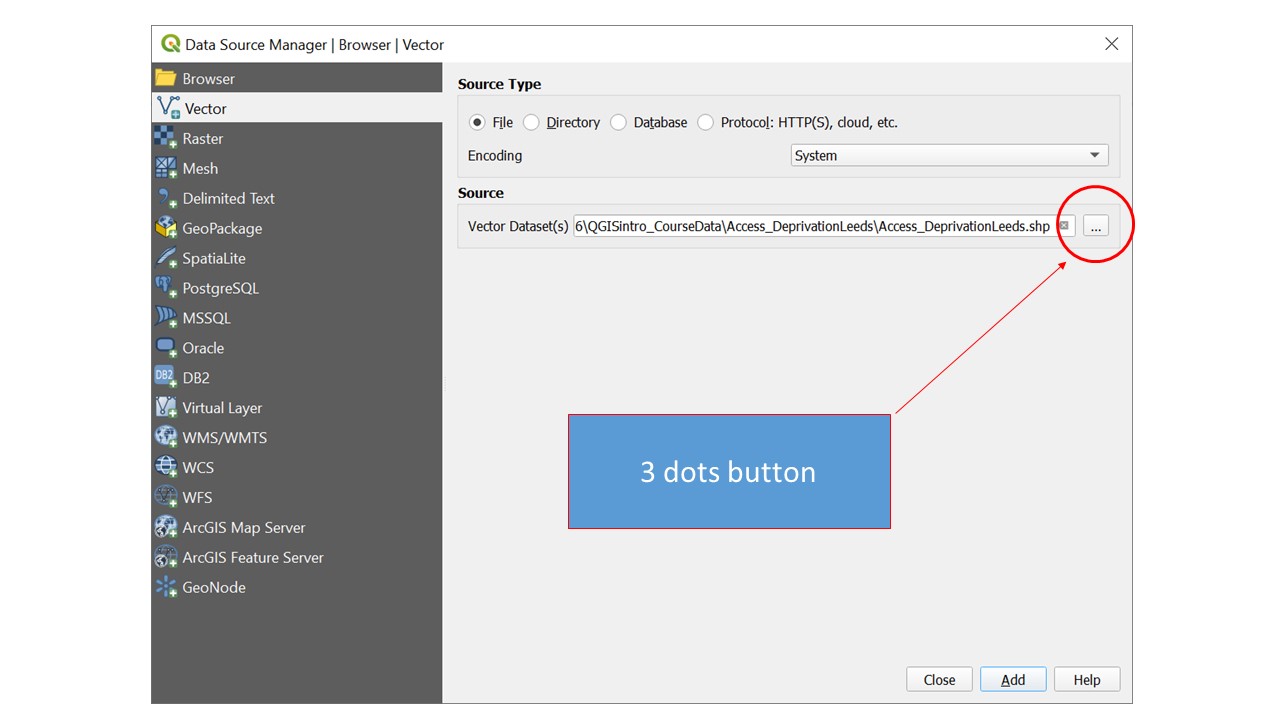 Data Source Manager | Browser | Vector
Browser
Vector
Raster
Mesh
Delimited Text
GeoPackage
SpatiaLite
PostgreSQL
MSSQL
Oracle
DB2
DB2
Virtual Layer
WMS/WMTS
WCS
WFS
ArcGIS Map Server
ArcGIS Feature Server
GeoNode
Source Type
File Directory Database Protocol: HTTP(S), cloud, etc.
Encoding System
Source
Vector Dataset(s) 6\QGISintro_CourseData\Access_DeprivationLeeds\Access_DeprivationLeeds.shp ...
3 dots button
Close Add Help